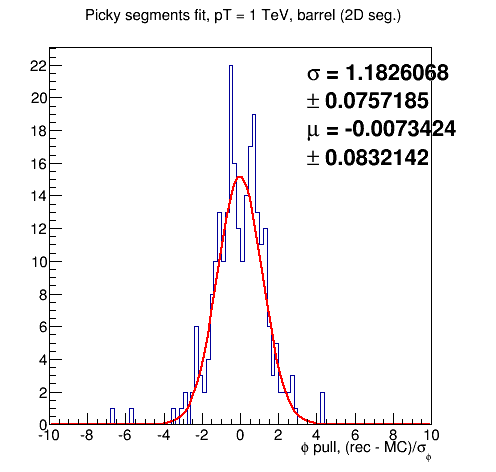 Picky segments fit, pT = 1 TeV, barrel (2D seg.)
σ = 1.1826068
± 0.0757185
μ = -0.0073424
± 0.0832142
22
20
18
16
14
12
10
8
6
4
2
0
-10 -8 -6 -4 -2 0 2 4 6 8 10
ϕ pull, (rec - MC)/σϕ